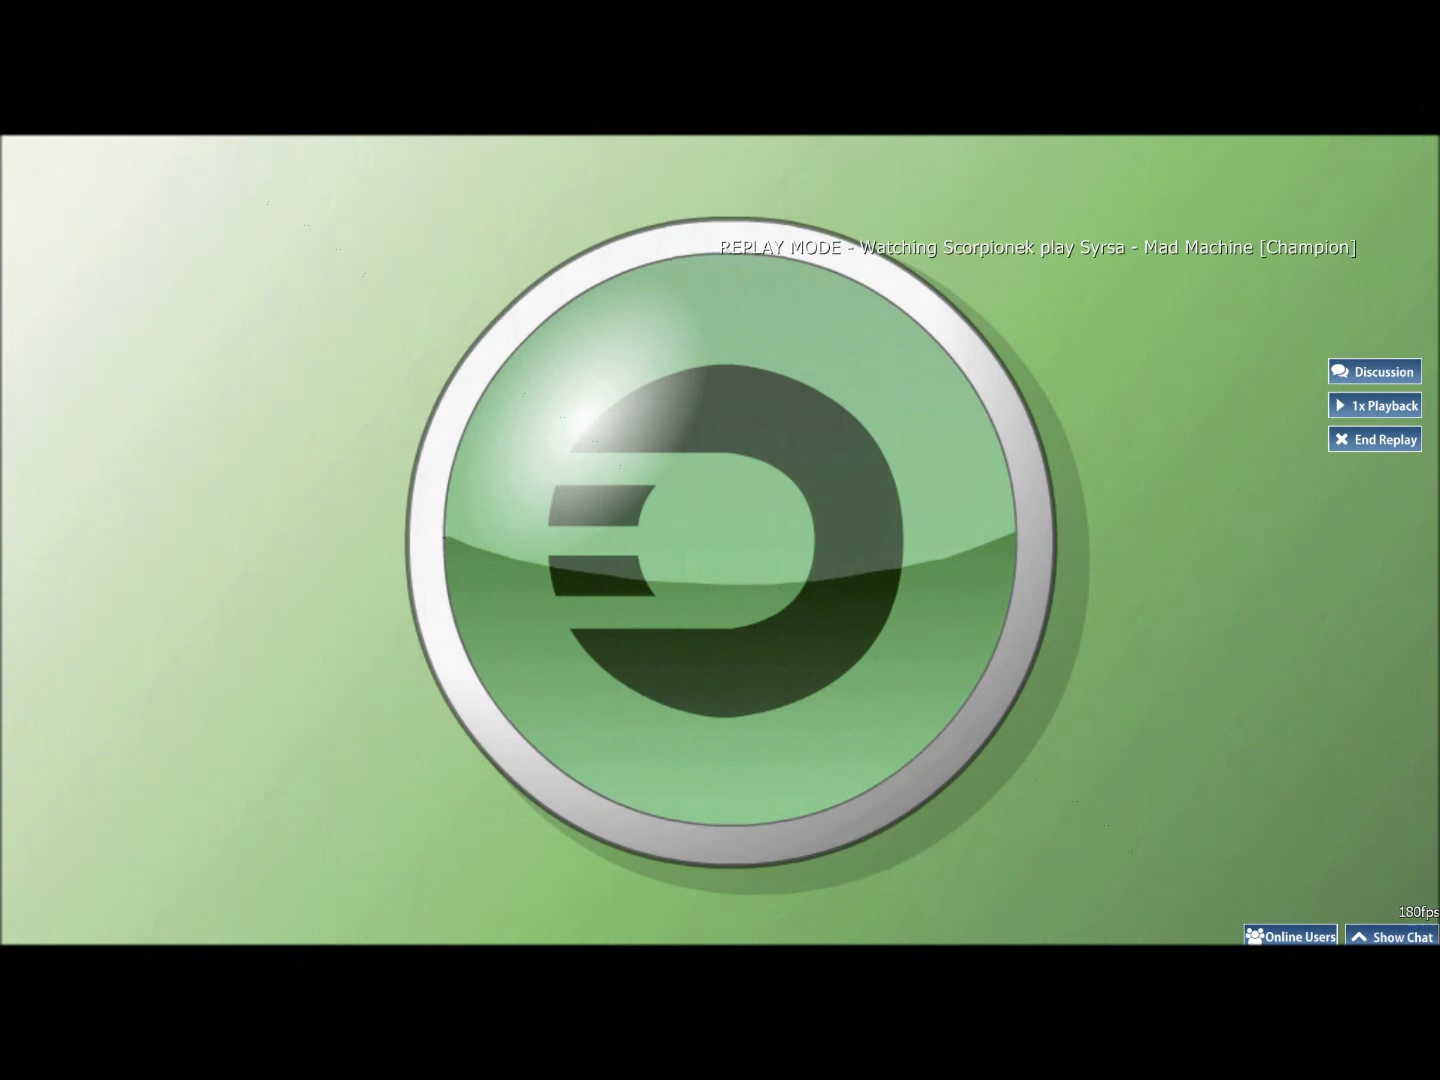 REPLAY MODE - Watching Scorpionek play Syrsa - Mad Machine [Champion]
Discussion
1x Playback
End Replay
180fps
Online Users
Show Chat